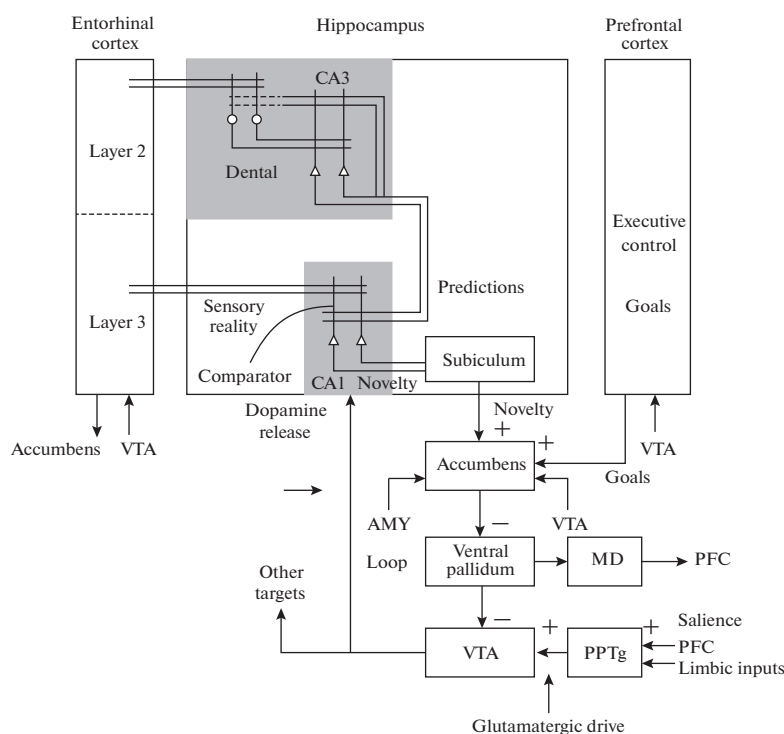 Entorhinal
cortex
Hippocampus
Prefrontal
cortex
CA3
Layer 2
Dental
Executive
control
Goals
Layer 3
Sensory
reality
Predictions
Comparator
CA1
Novelty
Subiculum
Dopamine
release
Novelty
Accumbens
VTA
VTA
+
+
Accumbens
Goals
AMY
VTA
−
Loop
Ventral
pallidum
MD
PFC
Other
targets
−
+
+
Salience
VTA
PPTg
PFC
Limbic inputs
Glutamatergic drive